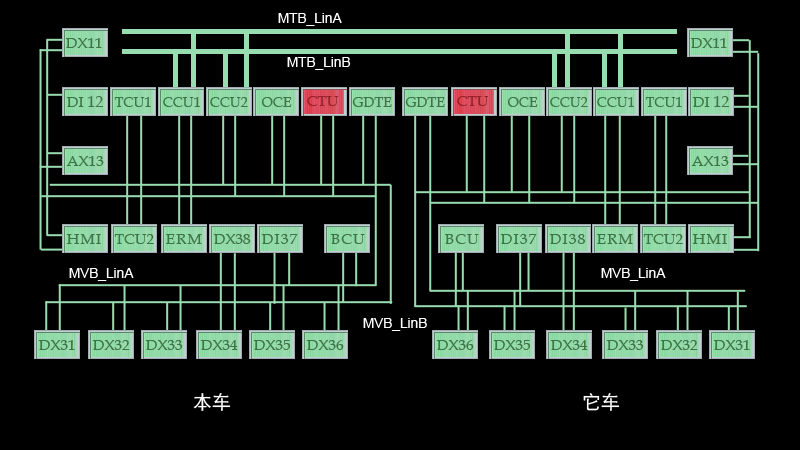 MTB_LinA
DX11 DX11
MTB_LinB
DI 12 TCU1 CCU1 CCU2 OCE CTU GDTE GDTE CTU OCE CCU2 CCU1 TCU1 DI 12
AX13 AX13
HMI TCU2 ERM DX38 DI37 BCU BCU DI37 DI38 ERM TCU2 HMI
MVB_LinA MVB_LinA
MVB_LinB
DX31 DX32 DX33 DX34 DX35 DX36 DX36 DX35 DX34 DX33 DX32 DX31
本车 它车